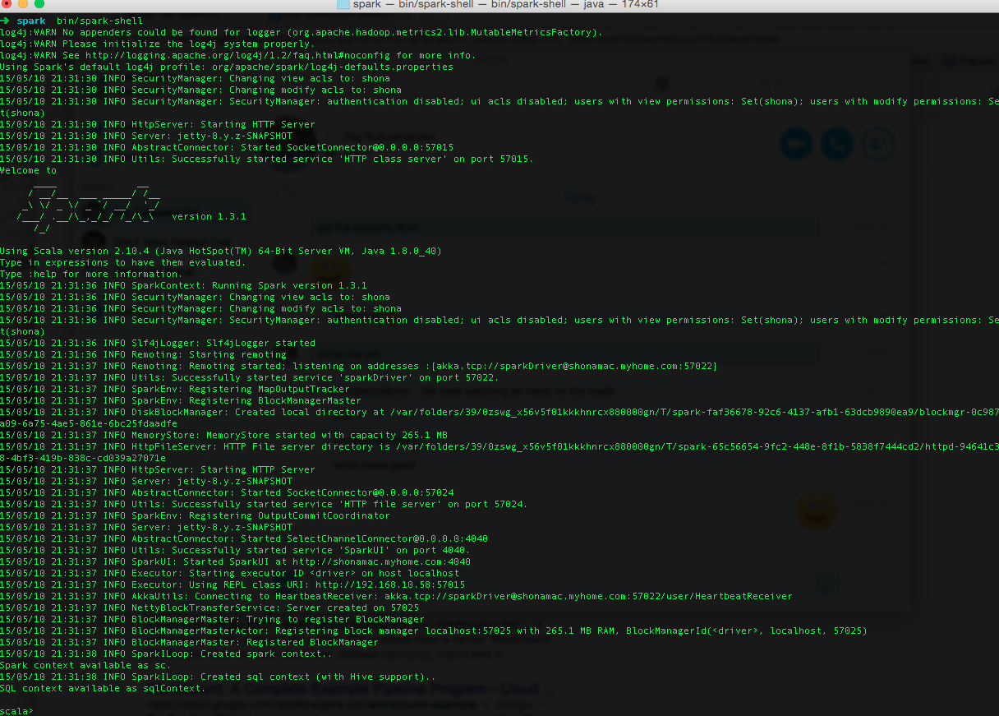 spark — bin/spark-shell — bin/spark-shell — java — 174×61
➜ spark bin/spark-shell
log4j:WARN No appenders could be found for logger (org.apache.hadoop.metrics2.lib.MutableMetricsFactory).
log4j:WARN Please initialize the log4j system properly.
log4j:WARN See http://logging.apache.org/log4j/1.2/faq.html#noconfig for more info.
Using Spark's default log4j profile: org/apache/spark/log4j-defaults.properties
15/05/10 21:31:30 INFO SecurityManager: Changing view acls to: shona
15/05/10 21:31:30 INFO SecurityManager: Changing modify acls to: shona
15/05/10 21:31:30 INFO SecurityManager: SecurityManager: authentication disabled; ui acls disabled; users with view permissions: Set(shona); users with modify permissions: Se
t(shona)
15/05/10 21:31:30 INFO HttpServer: Starting HTTP Server
15/05/10 21:31:30 INFO Server: jetty-8.y.z-SNAPSHOT
15/05/10 21:31:30 INFO AbstractConnector: Started SocketConnector@0.0.0.0:57015
15/05/10 21:31:30 INFO Utils: Successfully started service 'HTTP class server' on port 57015.
Welcome to
Spark version 1.3.1
Using Scala version 2.10.4 (Java HotSpot(TM) 64-Bit Server VM, Java 1.8.0_40)
Type in expressions to have them evaluated.
Type :help for more information.
15/05/10 21:31:36 INFO SparkContext: Running Spark version 1.3.1
15/05/10 21:31:36 INFO SecurityManager: Changing view acls to: shona
15/05/10 21:31:36 INFO SecurityManager: Changing modify acls to: shona
15/05/10 21:31:36 INFO SecurityManager: SecurityManager: authentication disabled; ui acls disabled; users with view permissions: Set(shona); users with modify permissions: Se
t(shona)
15/05/10 21:31:36 INFO Slf4jLogger: Slf4jLogger started
15/05/10 21:31:36 INFO Remoting: Starting remoting
15/05/10 21:31:37 INFO Remoting: Remoting started; listening on addresses :[akka.tcp://sparkDriver@shonamac.myhome.com:57022]
15/05/10 21:31:37 INFO Utils: Successfully started service 'sparkDriver' on port 57022.
15/05/10 21:31:37 INFO SparkEnv: Registering MapOutputTracker
15/05/10 21:31:37 INFO SparkEnv: Registering BlockManagerMaster
15/05/10 21:31:37 INFO DiskBlockManager: Created local directory at /var/folders/39/0zswg_x56v5f01kkkhnrcx880000gn/T/spark-faf36678-92c6-4137-afb1-63dcb9890ea9/blockmgr-0c987
a09-6a75-4ae5-861e-6bc25fdaadfe
15/05/10 21:31:37 INFO MemoryStore: MemoryStore started with capacity 265.1 MB
15/05/10 21:31:37 INFO HttpFileServer: HTTP File server directory is /var/folders/39/0zswg_x56v5f01kkkhnrcx880000gn/T/spark-65c56654-9fc2-448e-8f1b-5838f7444cd2/httpd-94641c3
8-4bf3-419b-838c-cd039a27071e
15/05/10 21:31:37 INFO HttpServer: Starting HTTP Server
15/05/10 21:31:37 INFO Server: jetty-8.y.z-SNAPSHOT
15/05/10 21:31:37 INFO AbstractConnector: Started SocketConnector@0.0.0.0:57024
15/05/10 21:31:37 INFO Utils: Successfully started service 'HTTP file server' on port 57024.
15/05/10 21:31:37 INFO SparkEnv: Registering OutputCommitCoordinator
15/05/10 21:31:37 INFO Server: jetty-8.y.z-SNAPSHOT
15/05/10 21:31:37 INFO AbstractConnector: Started SelectChannelConnector@0.0.0.0:4040
15/05/10 21:31:37 INFO Utils: Successfully started service 'SparkUI' on port 4040.
15/05/10 21:31:37 INFO SparkUI: Started SparkUI at http://shonamac.myhome.com:4040
15/05/10 21:31:37 INFO Executor: Starting executor ID <driver> on host localhost
15/05/10 21:31:37 INFO Executor: Using REPL class URI: http://192.168.10.58:57015
15/05/10 21:31:37 INFO AkkaUtils: Connecting to HeartbeatReceiver: akka.tcp://sparkDriver@shonamac.myhome.com:57022/user/HeartbeatReceiver
15/05/10 21:31:37 INFO NettyBlockTransferService: Server created on 57025
15/05/10 21:31:37 INFO BlockManagerMaster: Trying to register BlockManager
15/05/10 21:31:37 INFO BlockManagerMasterActor: Registering block manager localhost:57025 with 265.1 MB RAM, BlockManagerId(<driver>, localhost, 57025)
15/05/10 21:31:37 INFO BlockManagerMaster: Registered BlockManager
15/05/10 21:31:38 INFO SparkILoop: Created spark context..
Spark context available as sc.
15/05/10 21:31:38 INFO SparkILoop: Created sql context (with Hive support)..
SQL context available as sqlContext.
scala>